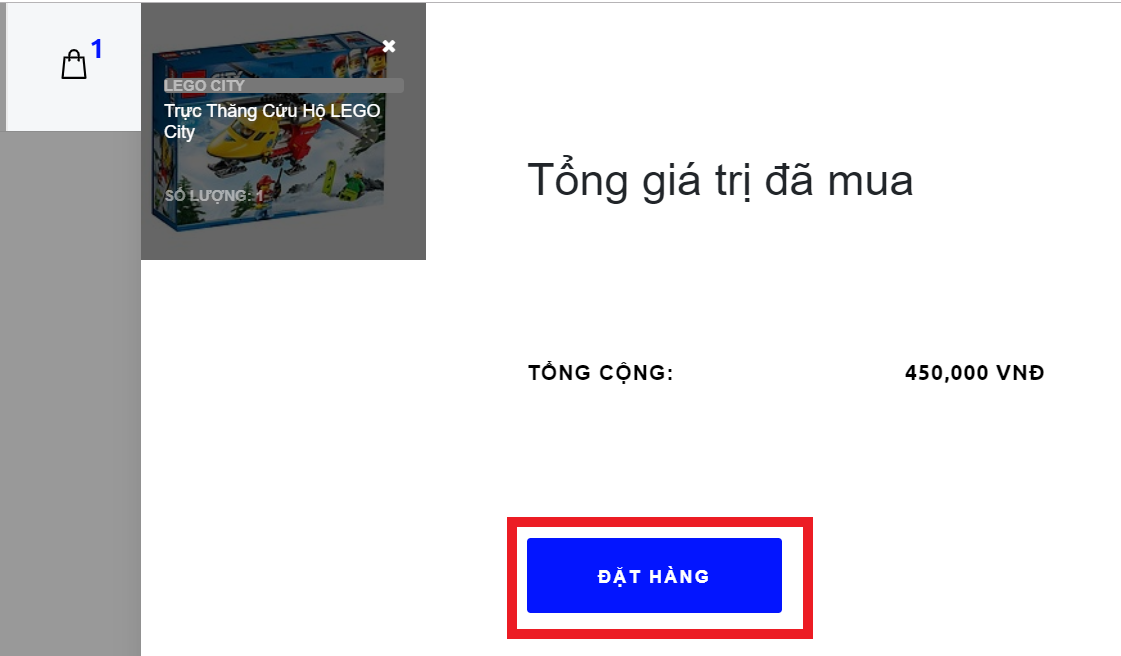 1
CITY
LEGO CITY
Trực Thăng Cứu Hộ LEGO
City
SỐ LƯỢNG: 1
Tổng giá trị đã mua
TỔNG CỘNG: 450,000 VNĐ
ĐẶT HÀNG